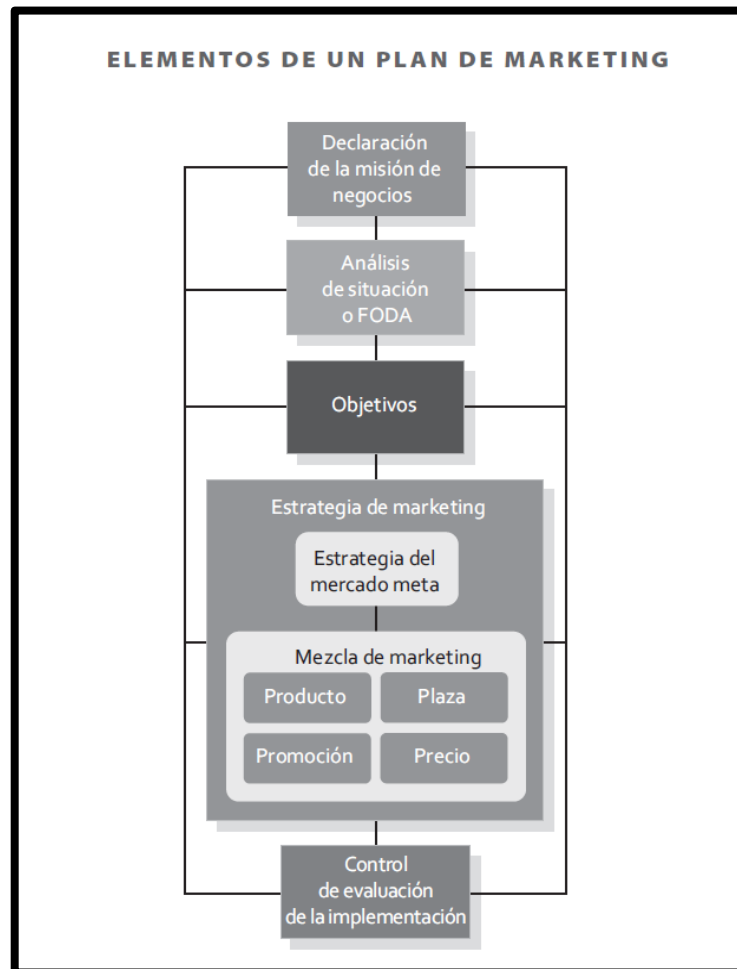 ELEMENTOS DE UN PLAN DE MARKETING
Declaración
de la misión de
negocios
Análisis
de situación
o FODA
Objetivos
Estrategia de marketing
Estrategia del
mercado meta
Mezcla de marketing
Producto
Plaza
Promoción
Precio
Control
de evaluación
de la implementación